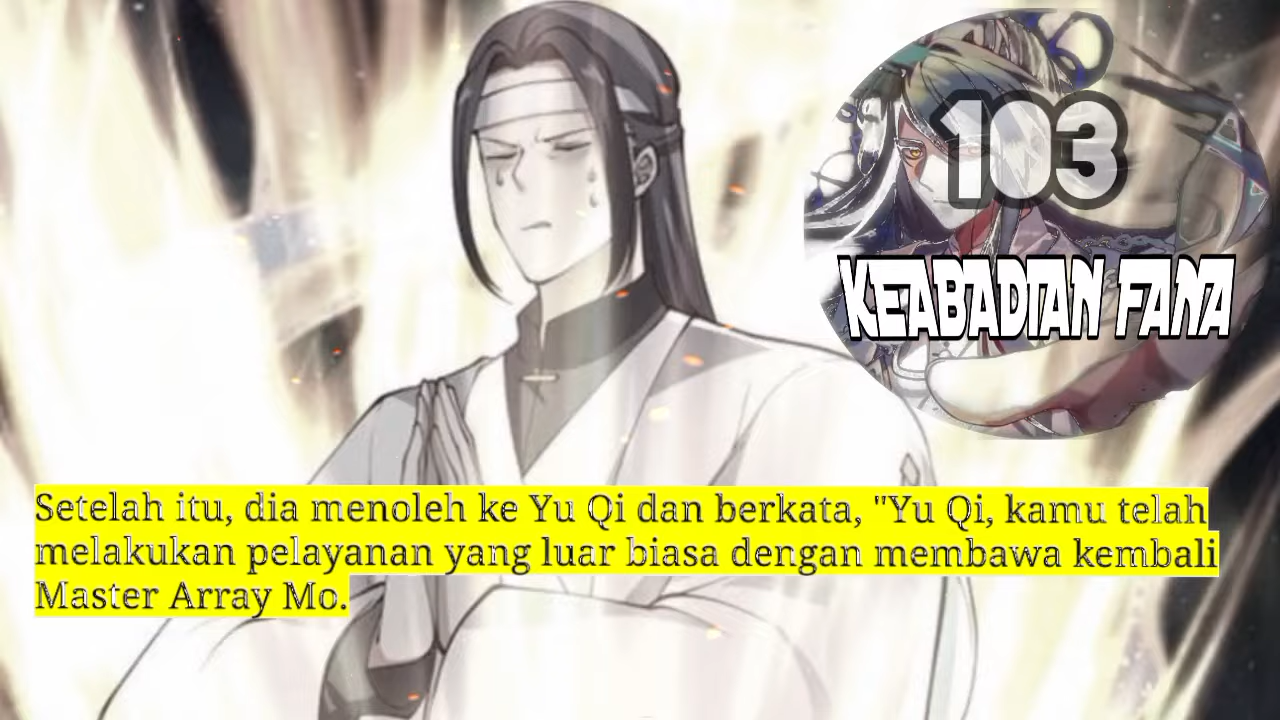 103
KEABADIAN FANA
Setelah itu, dia menoleh ke Yu Qi dan berkata, "Yu Qi, kamu telah
melakukan pelayanan yang luar biasa dengan membawa kembali
Master Array Mo.